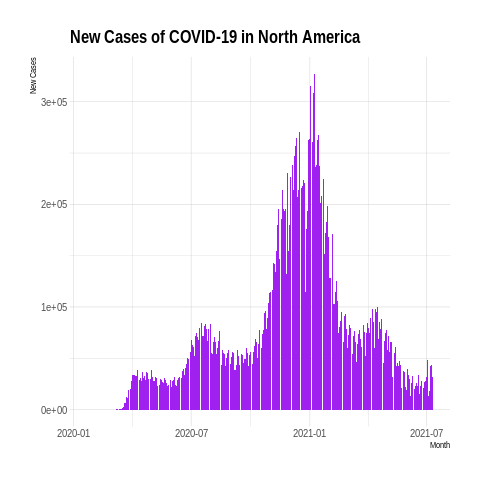 New Cases of COVID-19 in North America
New Cases
3e+05
2e+05
1e+05
0e+00
2020-01
2020-07
2021-01
2021-07
Month